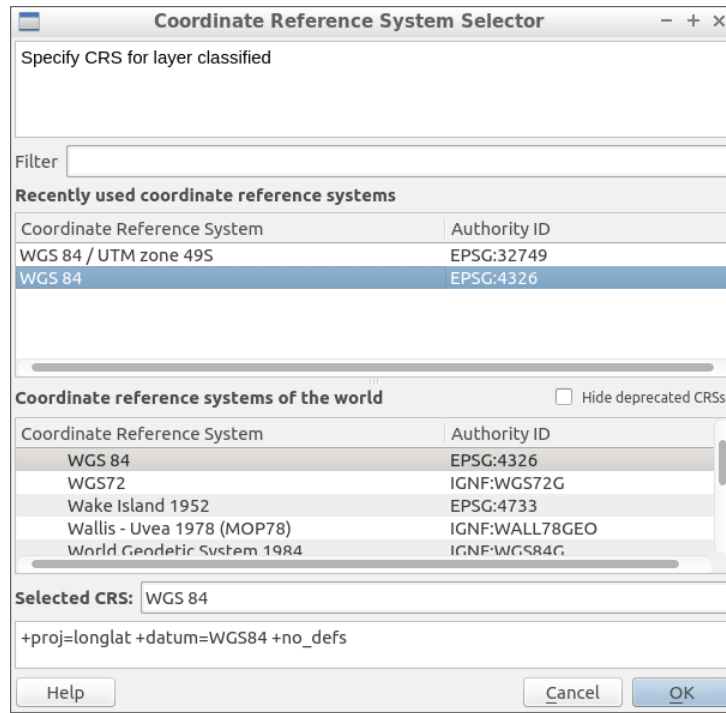 Coordinate Reference System Selector
Specify CRS for layer classified
Filter
Recently used coordinate reference systems
Coordinate Reference System Authority ID
WGS 84 / UTM zone 49S EPSG:32749
WGS 84 EPSG:4326
Coordinate reference systems of the world Hide deprecated CRSs
Coordinate Reference System Authority ID
WGS 84 EPSG:4326
WGS72 IGNF:WGS72G
Wake Island 1952 EPSG:4733
Wallis - Uvea 1978 (MOP78) IGNF:WALL78GEO
World Geodetic System 1984 IGNF:WGS84G
Selected CRS: WGS 84
+proj=longlat +datum=WGS84 +no_defs
Help Cancel OK